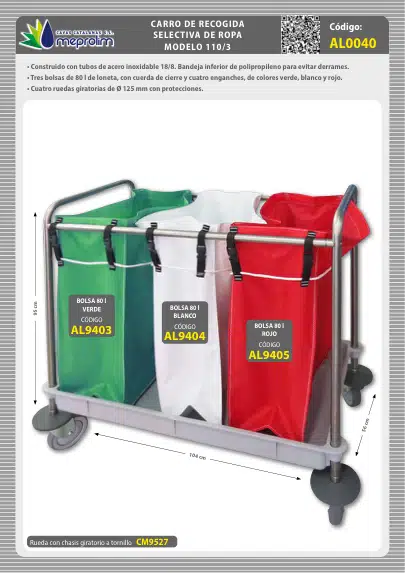 CAVAS CATALANAS S.L.
meprolim
CARRO DE RECOGIDA
SELECTIVA DE ROPA
MODELO 110/3
Código:
AL0040
• Construido con tubos de acero inoxidable 18/8. Bandeja inferior de polipropileno para evitar derrames.
• Tres bolsas de 80 l de loneta, con cuerda de cierre y cuatro enganches, de colores verde, blanco y rojo.
• Cuatro ruedas giratorias de Ø 125 mm con protecciones.
BOLSA 80 l
VERDE
CÓDIGO
AL9403
BOLSA 80 l
BLANCO
CÓDIGO
AL9404
BOLSA 80 l
ROJO
CÓDIGO
AL9405
95 cm
104 cm
56 cm
Rueda con chasis giratorio a tornillo CM9527